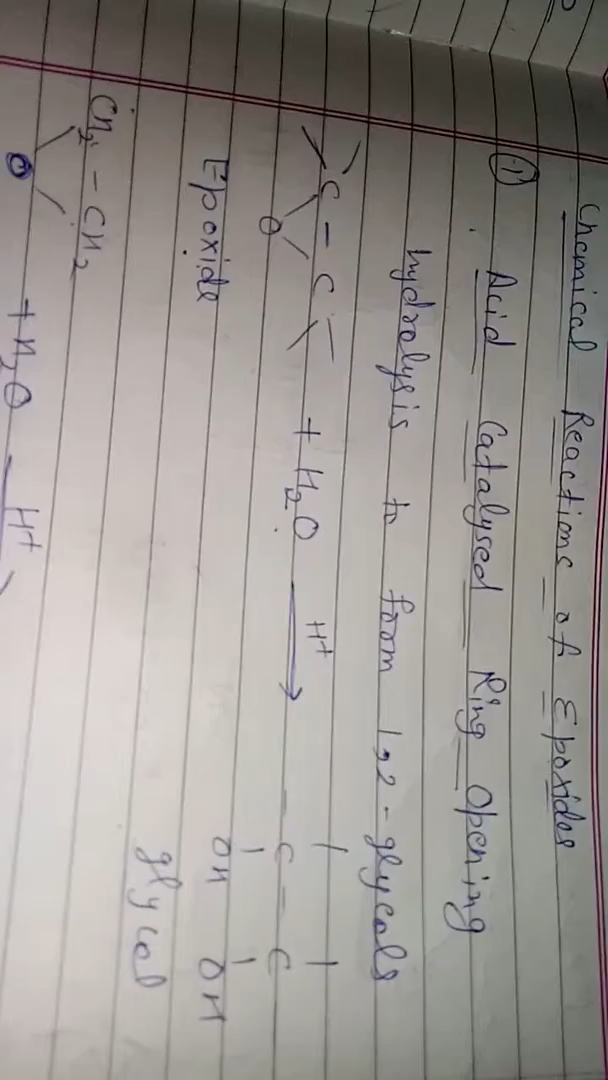 Chemical Reactions of Epoxides
① Acid Catalysed Ring Opening
hydrolysis to from 1,2-glycols
>C - C< + H2O H+ → - C - C
O OH OH
Epoxide glycol
CH2 - CH2 + H2O H+ →
O